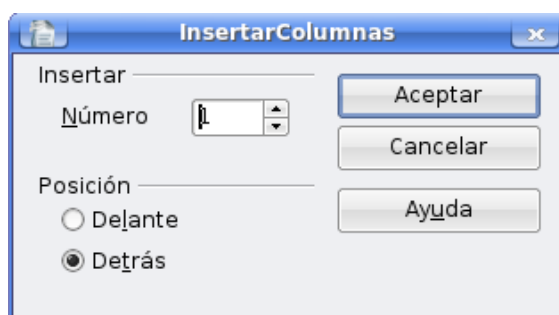 InsertarColumnas
Insertar
Número 1
Aceptar
Cancelar
Posición
Delante
Detrás
Ayuda